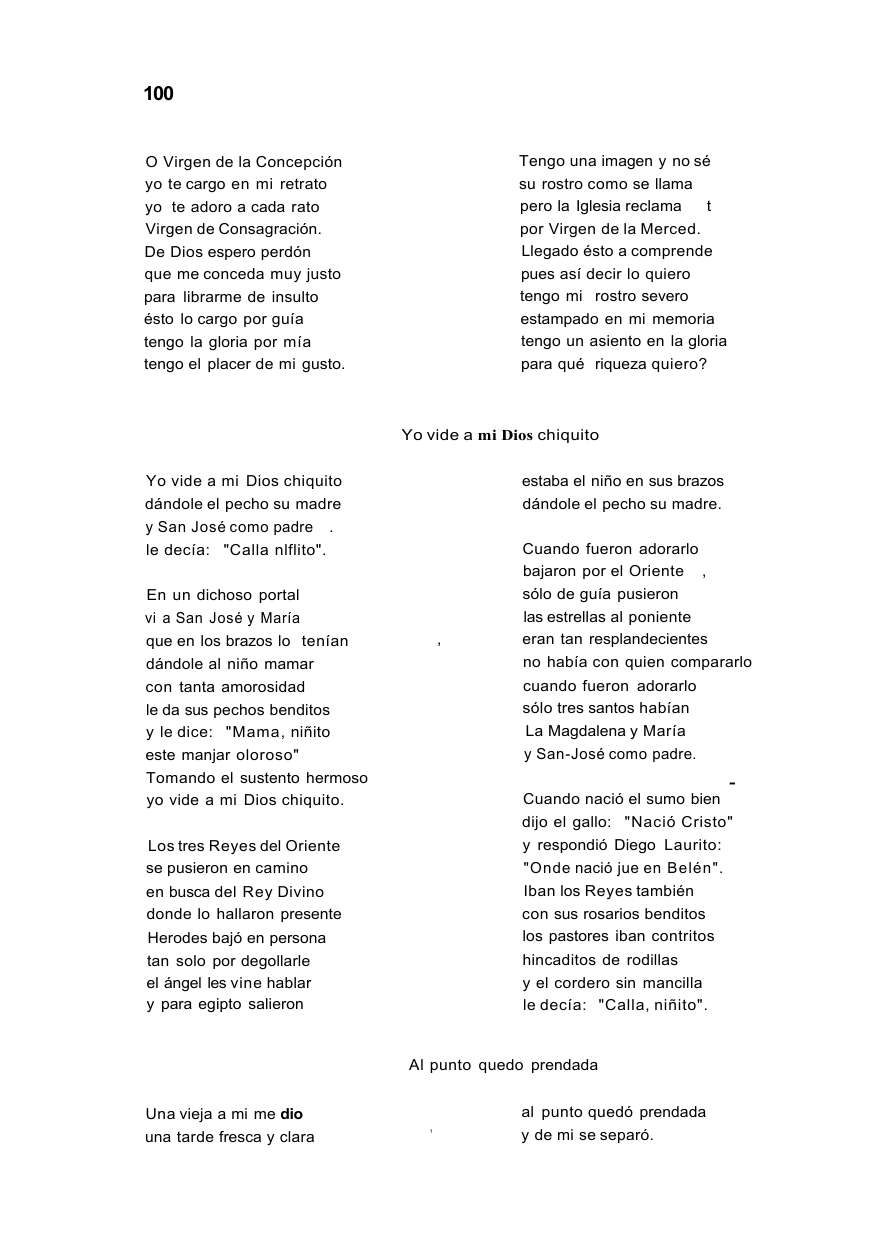 100
O Virgen de la Concepción
yo te cargo en mi retrato
yo te adoro a cada rato
Virgen de Consagración.
De Dios espero perdón
que me conceda muy justo
para librarme de insulto
ésto lo cargo por guía
tengo la gloria por mía
tengo el placer de mi gusto.
Tengo una imagen y no sé
su rostro como se llama
pero la Iglesia reclama t
por Virgen de la Merced.
Llegado ésto a comprende
pues así decir lo quiero
tengo mi rostro severo
estampado en mi memoria
tengo un asiento en la gloria
para qué riqueza quiero?
Yo vide a mi Dios chiquito
Yo vide a mi Dios chiquito
dándole el pecho su madre
y San José como padre .
le decía: "Calla nlflito".
En un dichoso portal
vi a San José y María
que en los brazos lo tenían ,
dándole al niño mamar
con tanta amorosidad
le da sus pechos benditos
y le dice: "Mama, niñito
este manjar oloroso"
Tomando el sustento hermoso
yo vide a mi Dios chiquito.
Los tres Reyes del Oriente
se pusieron en camino
en busca del Rey Divino
donde lo hallaron presente
Herodes bajó en persona
tan solo por degollarle
el ángel les vine hablar
y para egipto salieron
estaba el niño en sus brazos
dándole el pecho su madre.
Cuando fueron adorarlo
bajaron por el Oriente ,
sólo de guía pusieron
las estrellas al poniente
eran tan resplandecientes
no había con quien compararlo
cuando fueron adorarlo
sólo tres santos habían
La Magdalena y María
y San-José como padre.
-
Cuando nació el sumo bien
dijo el gallo: "Nació Cristo"
y respondió Diego Laurito:
"Onde nació jue en Belén".
Iban los Reyes también
con sus rosarios benditos
los pastores iban contritos
hincaditos de rodillas
y el cordero sin mancilla
le decía: "Calla, niñito".
Al punto quedo prendada
Una vieja a mi me dio
una tarde fresca y clara ,
al punto quedó prendada
y de mi se separó.